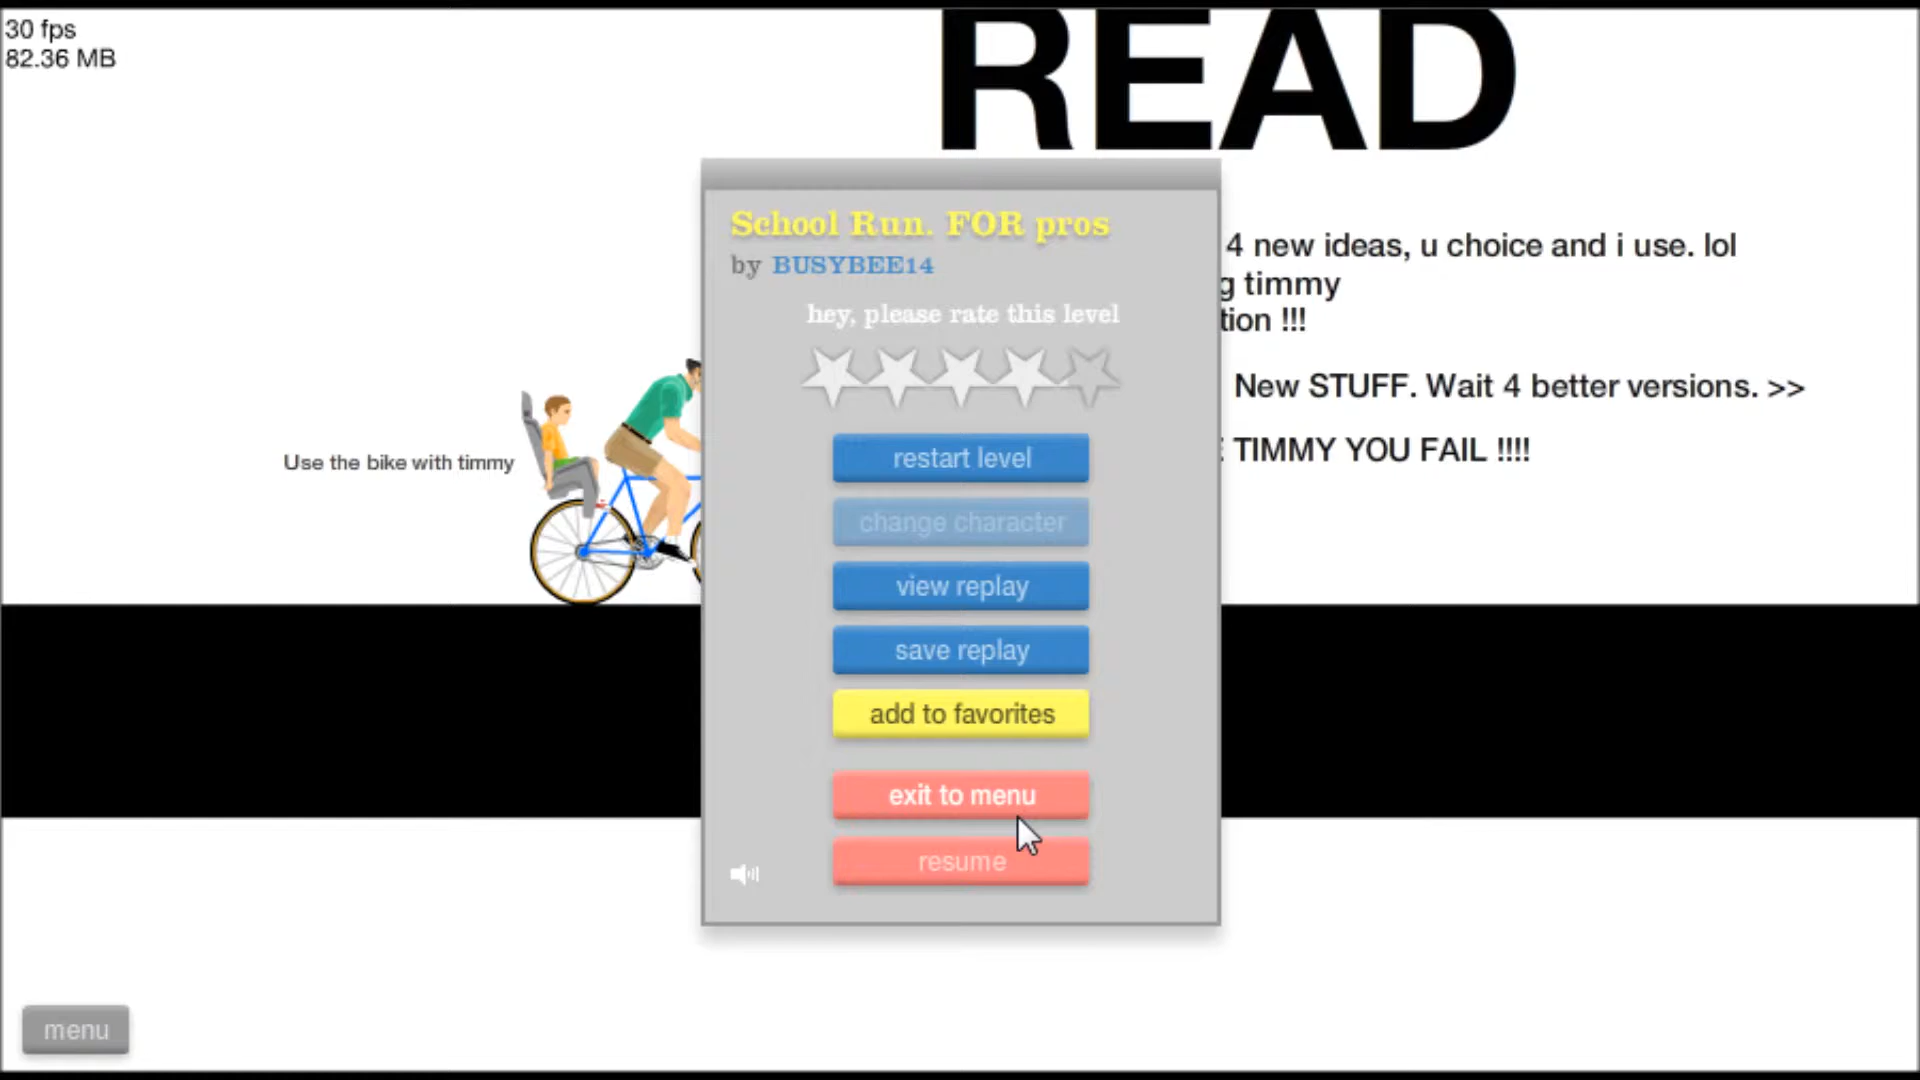 30 fps
82.36 MB
READ
School Run. FOR pros
by BUSYBEE14
hey, please rate this level
4 new ideas, u choice and i use. lol
timmy
!!!
New STUFF. Wait 4 better versions. >>
TIMMY YOU FAIL !!!!
Use the bike with timmy
restart level
change character
view replay
save replay
add to favorites
exit to menu
resume
menu